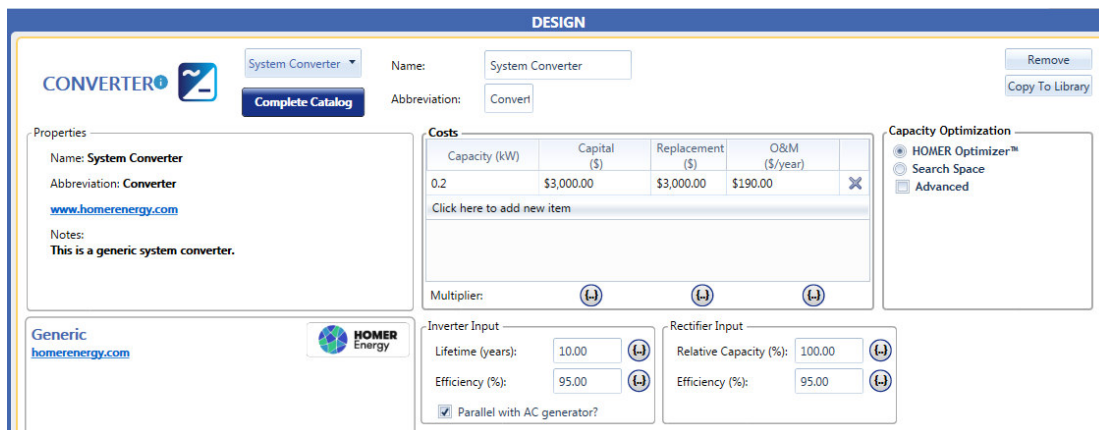 DESIGN
CONVERTER
System Converter
Complete Catalog
Name:
System Converter
Abbreviation:
Convert
Remove
Copy To Library
Properties
Name: System Converter
Abbreviation: Converter
www.homerenergy.com
Notes:
This is a generic system converter.
Costs
Capacity (kW)
Capital
($)
Replacement
($)
O&M
($/year)
0.2 $3,000.00 $3,000.00 $190.00
Click here to add new item
Multiplier: {..} {..} {..}
Capacity Optimization
HOMER Optimizer™
Search Space
Advanced
Generic
homerenergy.com
HOMER
Energy
Inverter Input
Lifetime (years): 10.00 {..}
Efficiency (%): 95.00 {..}
Parallel with AC generator?
Rectifier Input
Relative Capacity (%): 100.00 {..}
Efficiency (%): 95.00 {..}